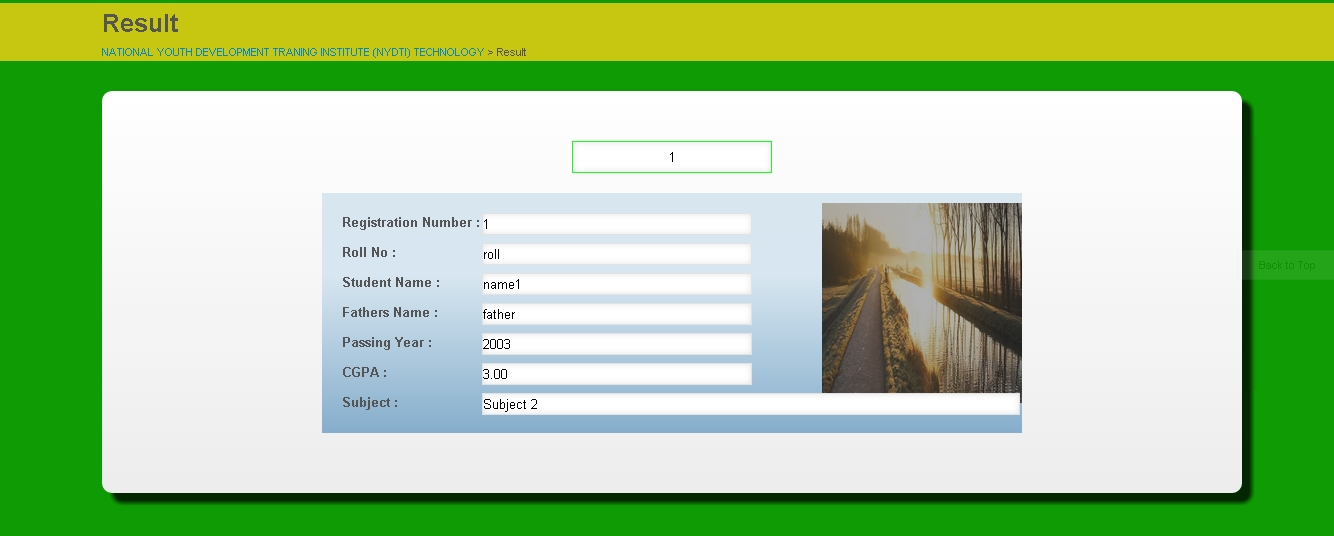 Result
NATIONAL YOUTH DEVELOPMENT TRANING INSTITUTE (NYDTI) TECHNOLOGY > Result
1
Registration Number : 1
Roll No : roll
Student Name : name1
Fathers Name : father
Passing Year : 2003
CGPA : 3.00
Subject : Subject 2
Back to Top